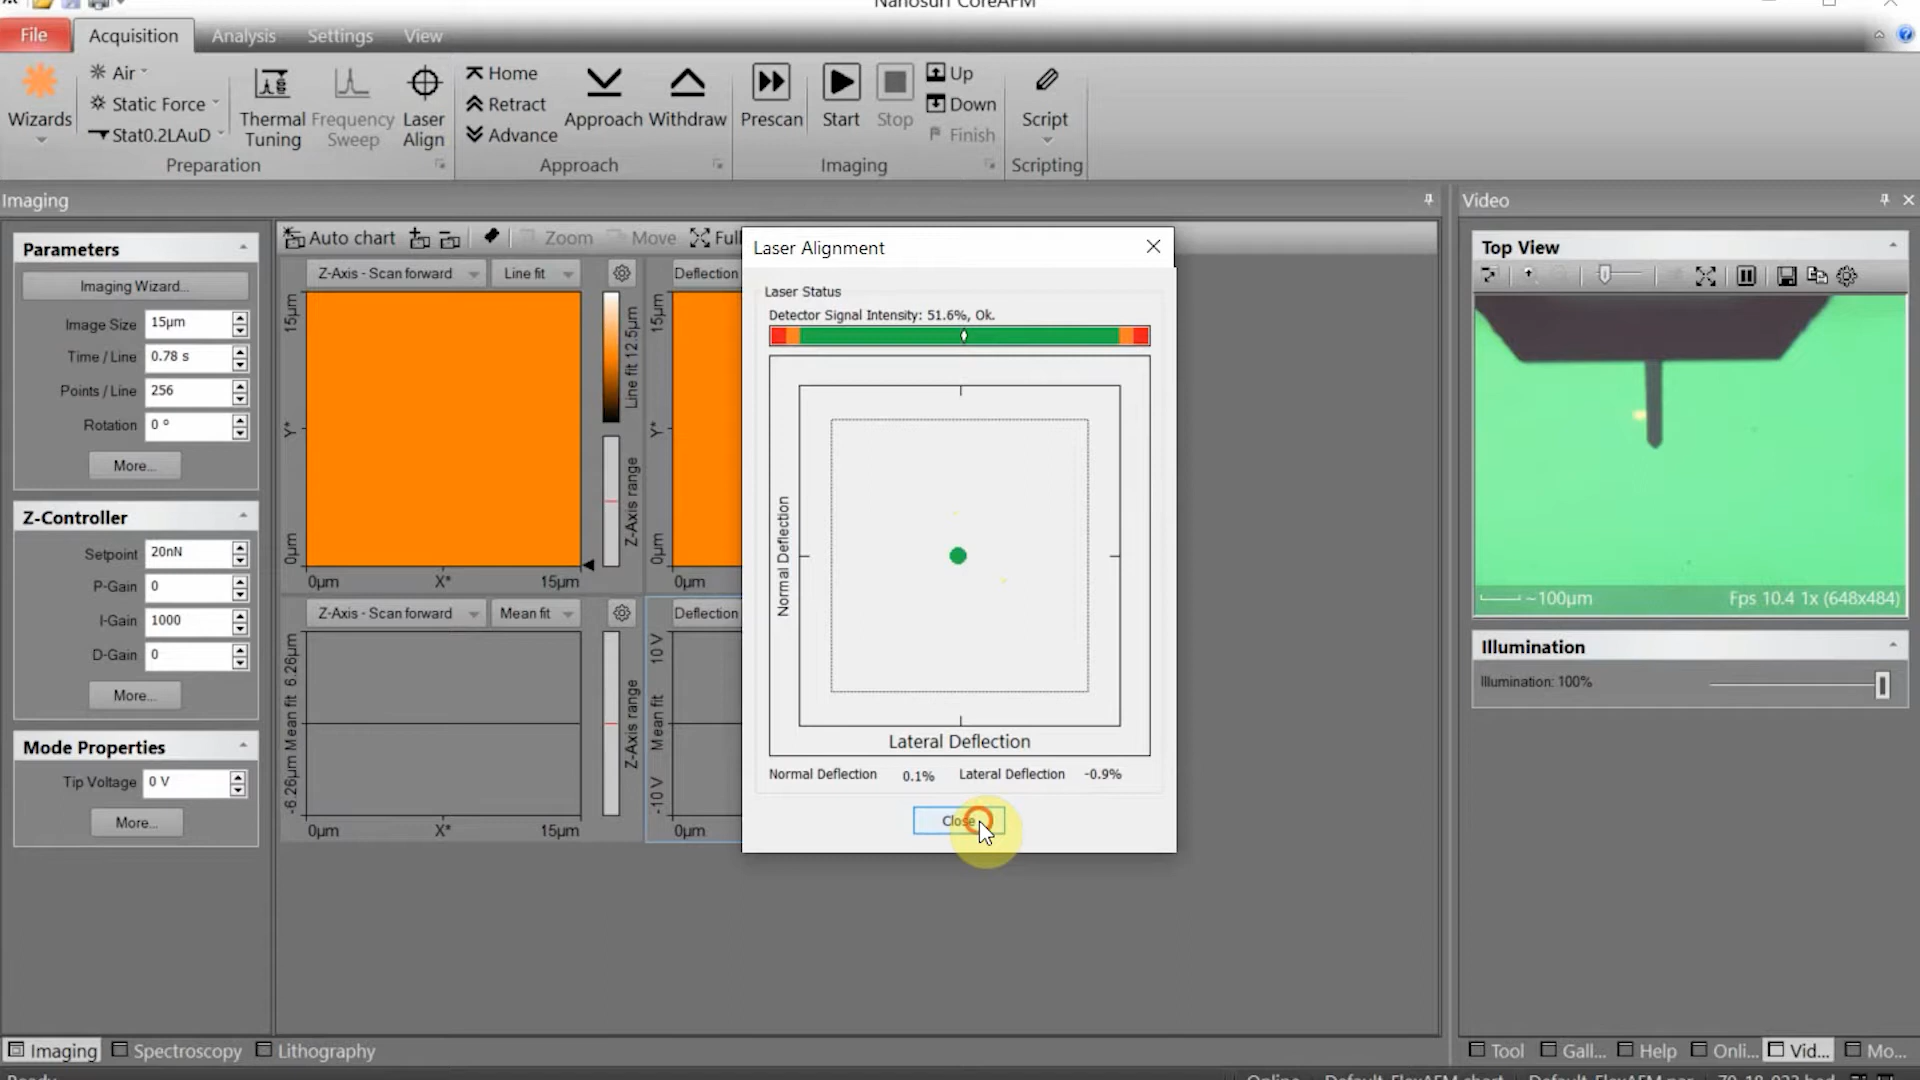 Nanosurf CoreAFM
File
Acquisition
Analysis
Settings
View
Wizards
Air
Static Force
Stat0.2LAuD
Thermal Tuning
Frequency Sweep
Laser Align
Preparation
Home
Retract
Advance
Approach
Withdraw
Approach
Prescan
Start
Stop
Up
Down
Finish
Imaging
Script
Scripting
Imaging
Video
Parameters
Imaging Wizard...
Image Size 15µm
Time / Line 0.78 s
Points / Line 256
Rotation 0 °
More...
Z-Controller
Setpoint 20nN
P-Gain 0
I-Gain 1000
D-Gain 0
More...
Mode Properties
Tip Voltage 0 V
More...
Auto chart
Zoom
Move
Full
Z-Axis - Scan forward
Line fit
15µm
Y*
0µm
0µm X* 15µm
Line fit 12.5µm
Z-Axis range
Deflection
15µm
Y*
0µm
0µm
Z-Axis - Scan forward
Mean fit
-6.26µm Mean fit 6.26µm
0µm X* 15µm
Z-Axis range
Deflection
-10 V Mean fit 10 V
0µm
Laser Alignment
Laser Status
Detector Signal Intensity: 51.6%, Ok.
Normal Deflection
Lateral Deflection
Normal Deflection 0.1% Lateral Deflection -0.9%
Close
Top View
~100µm
Fps 10.4 1x (648x484)
Illumination
Illumination: 100%
Imaging
Spectroscopy
Lithography
Tool
Gall...
Help
Onli...
Vid...
Mo...
Ready
Online